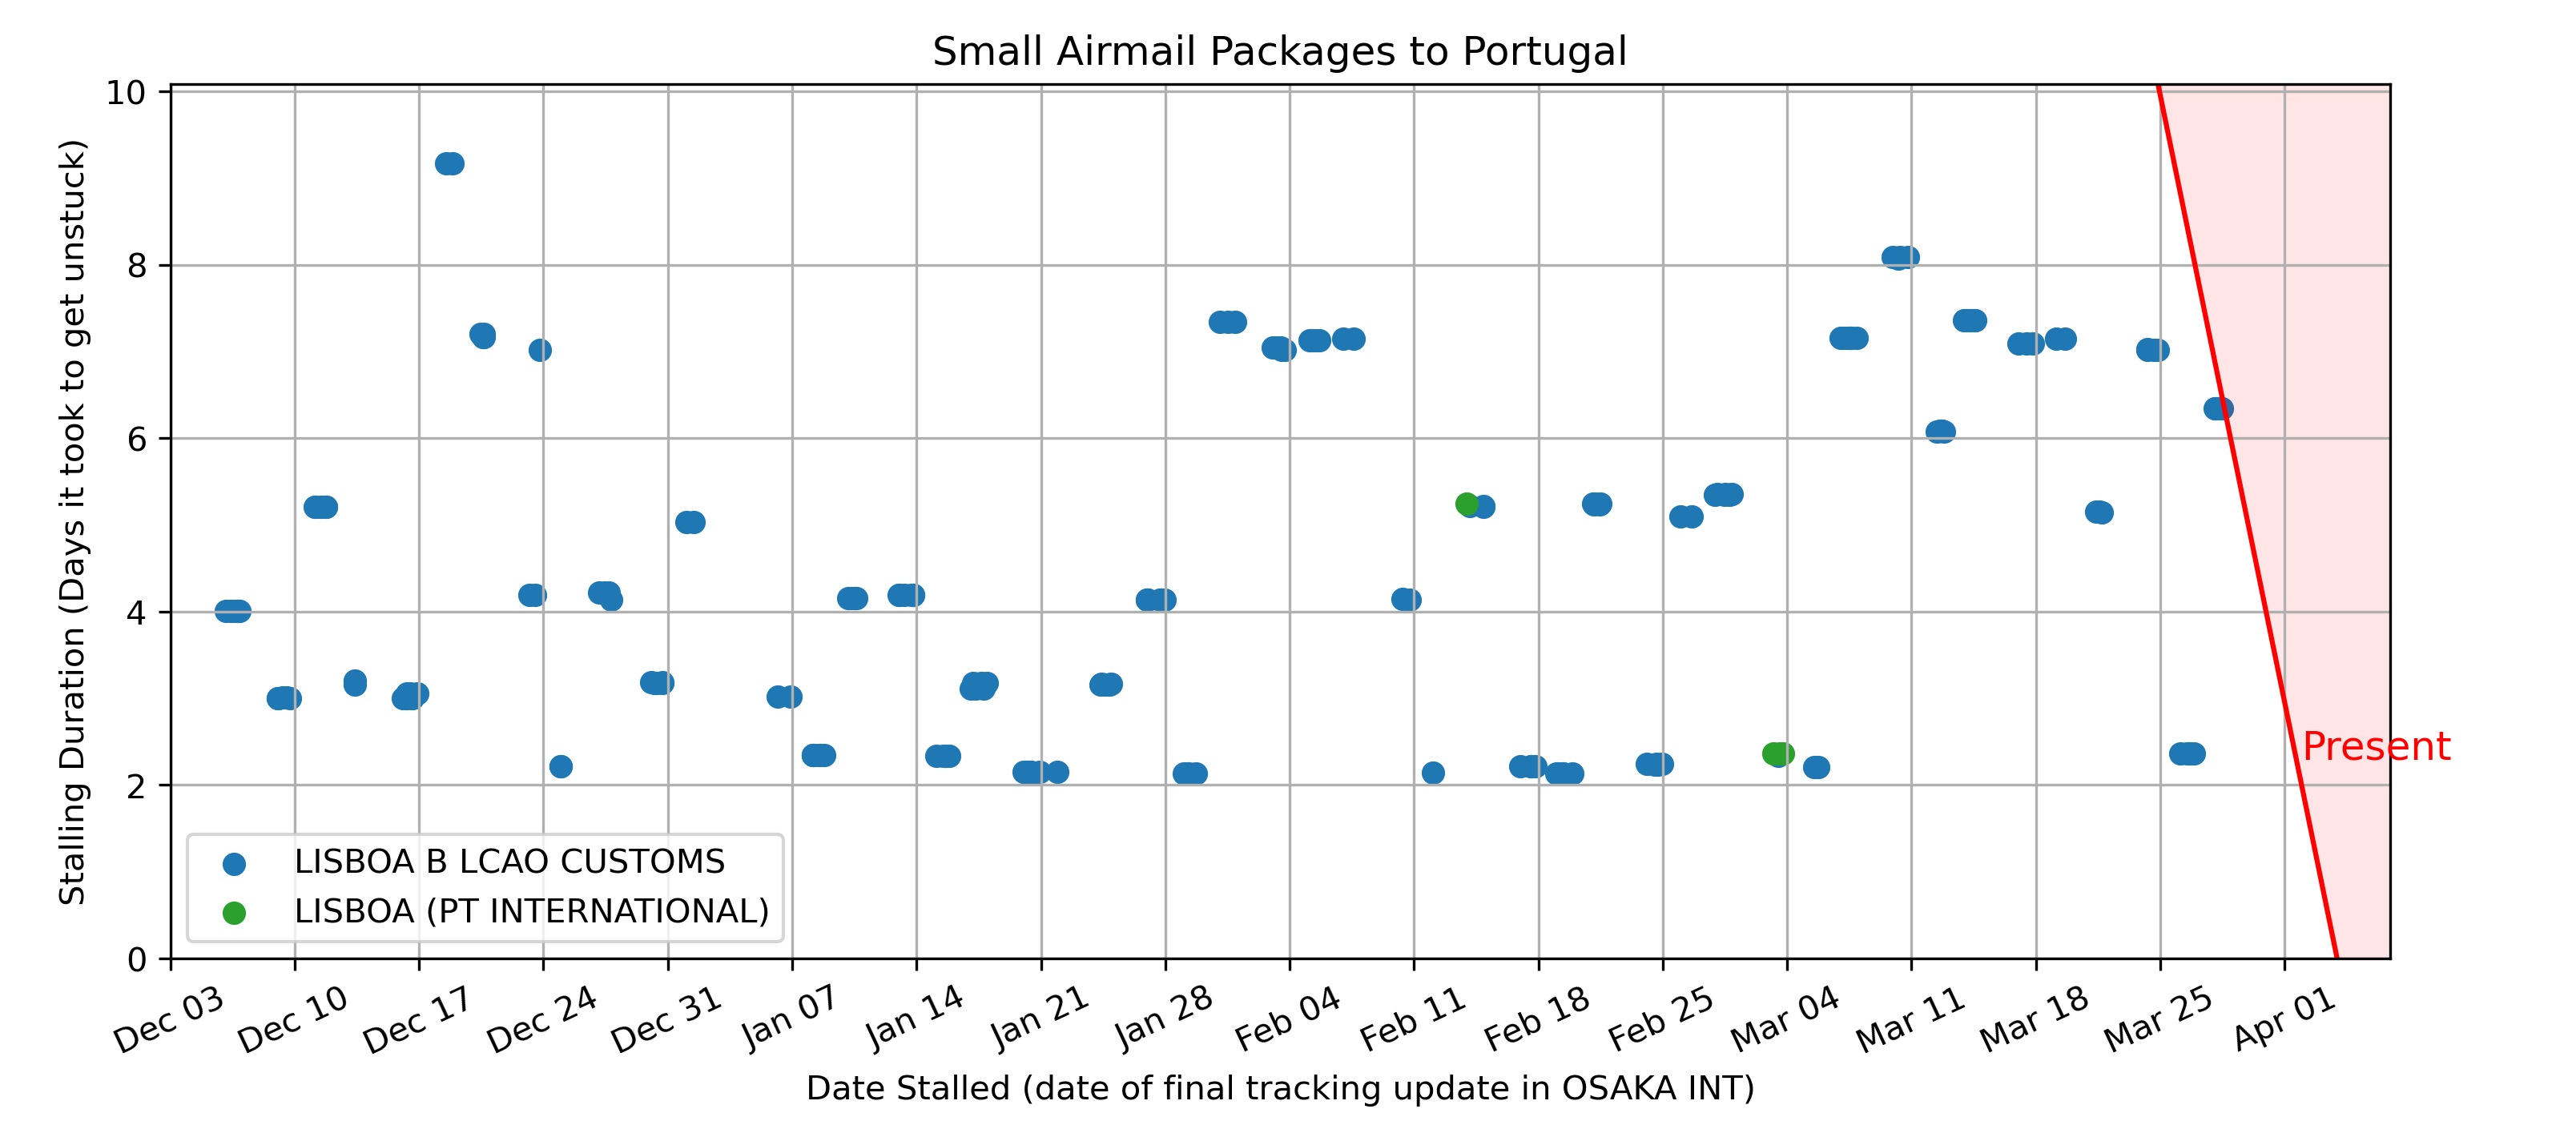 Small Airmail Packages to Portugal
Stalling Duration (Days it took to get unstuck)
10
8
6
4
2
0
Present
LISBOA B LCAO CUSTOMS
LISBOA (PT INTERNATIONAL)
Dec 03
Dec 10
Dec 17
Dec 24
Dec 31
Jan 07
Jan 14
Jan 21
Jan 28
Feb 04
Feb 11
Feb 18
Feb 25
Mar 04
Mar 11
Mar 18
Mar 25
Apr 01
Date Stalled (date of final tracking update in OSAKA INT)